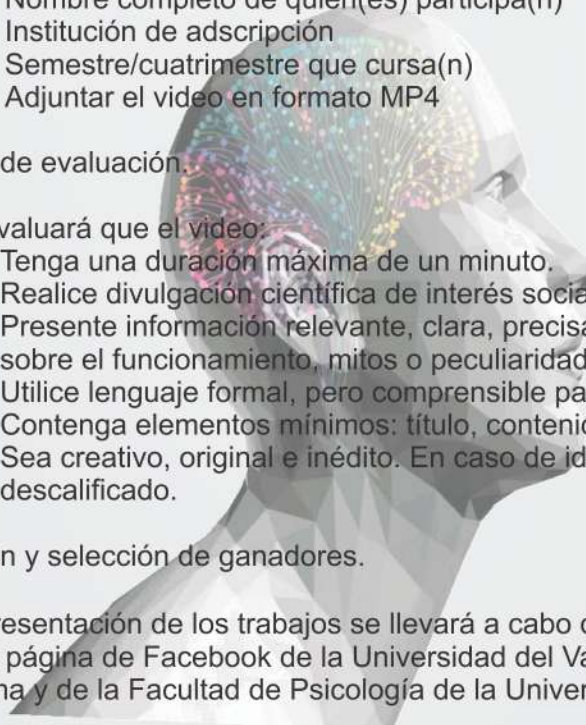 Nombre completo de quien(es) participa(n)
Institución de adscripción
Semestre/cuatrimestre que cursa(n)
Adjuntar el video en formato MP4
de evaluación.
valuará que el video:
Tenga una duración máxima de un minuto.
Realice divulgación científica de interés socia
Presente información relevante, clara, precisa
sobre el funcionamiento, mitos o peculiaridad
Utilice lenguaje formal, pero comprensible pa
Contenga elementos mínimos: título, contenid
Sea creativo, original e inédito. En caso de id
descalificado.
n y selección de ganadores.
resentación de los trabajos se llevará a cabo
página de Facebook de la Universidad del Va
na y de la Facultad de Psicología de la Univer